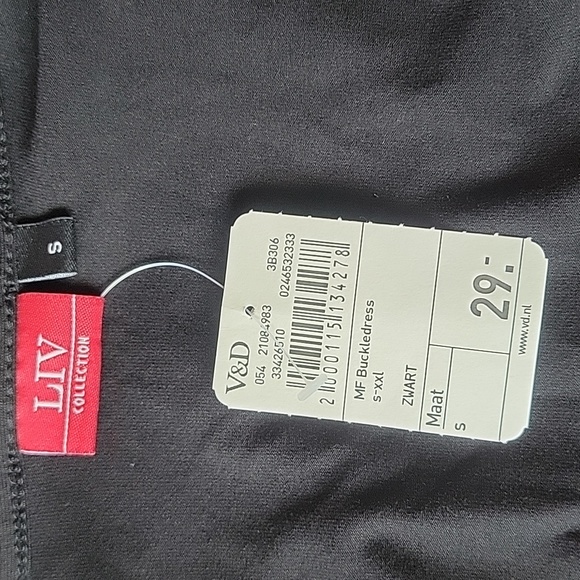 S
LIV
COLLECTION
V&D
3B306
054 21084983
33426510 0246532333
2 000115 134278
MF Buckledress
s-xxl
ZWART
Maat
S
29.-
www.vd.nl